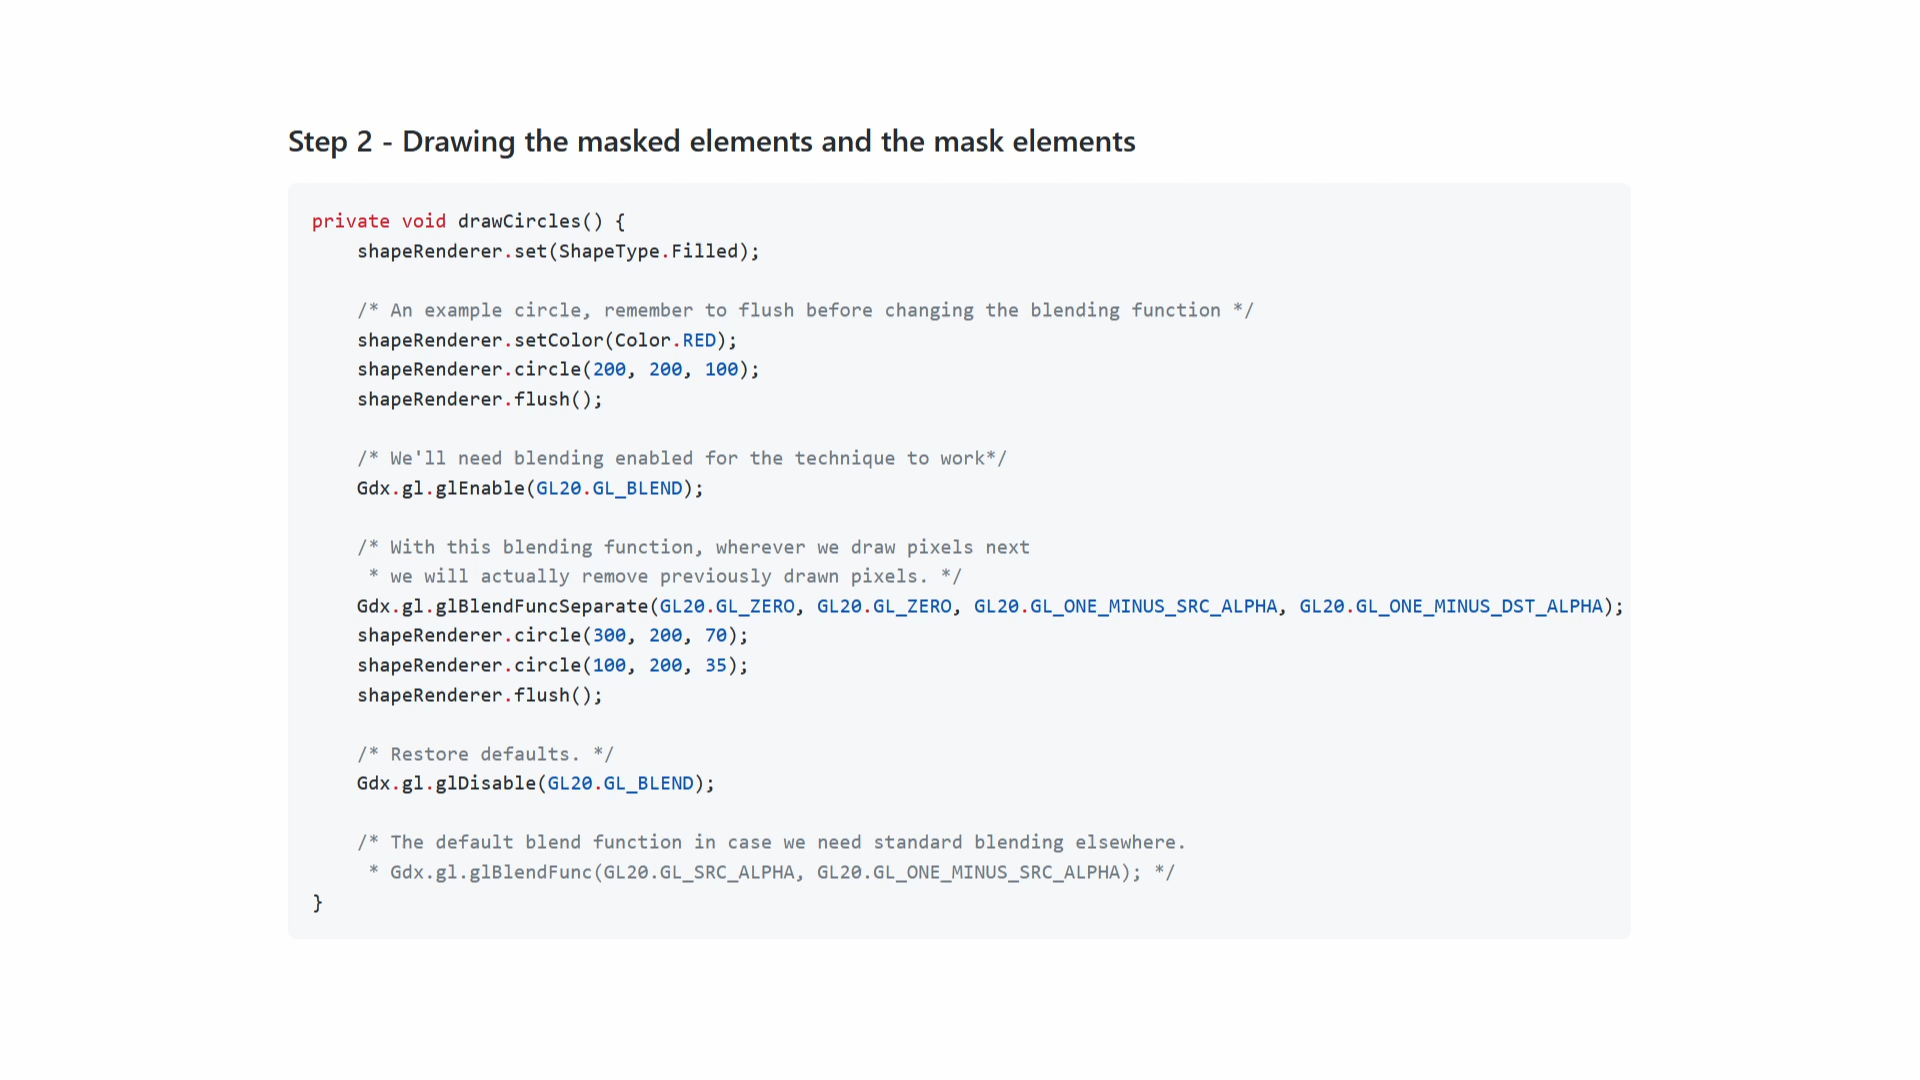 Step 2 - Drawing the masked elements and the mask elements
private void drawCircles() {
    shapeRenderer.set(ShapeType.Filled);
    /* An example circle, remember to flush before changing the blending function */
    shapeRenderer.setColor(Color.RED);
    shapeRenderer.circle(200, 200, 100);
    shapeRenderer.flush();
    /* We'll need blending enabled for the technique to work*/
    Gdx.gl.glEnable(GL20.GL_BLEND);
    /* With this blending function, wherever we draw pixels next
     * we will actually remove previously drawn pixels. */
    Gdx.gl.glBlendFuncSeparate(GL20.GL_ZERO, GL20.GL_ZERO, GL20.GL_ONE_MINUS_SRC_ALPHA, GL20.GL_ONE_MINUS_DST_ALPHA);
    shapeRenderer.circle(300, 200, 70);
    shapeRenderer.circle(100, 200, 35);
    shapeRenderer.flush();
    /* Restore defaults. */
    Gdx.gl.glDisable(GL20.GL_BLEND);
    /* The default blend function in case we need standard blending elsewhere.
     * Gdx.gl.glBlendFunc(GL20.GL_SRC_ALPHA, GL20.GL_ONE_MINUS_SRC_ALPHA); */
}